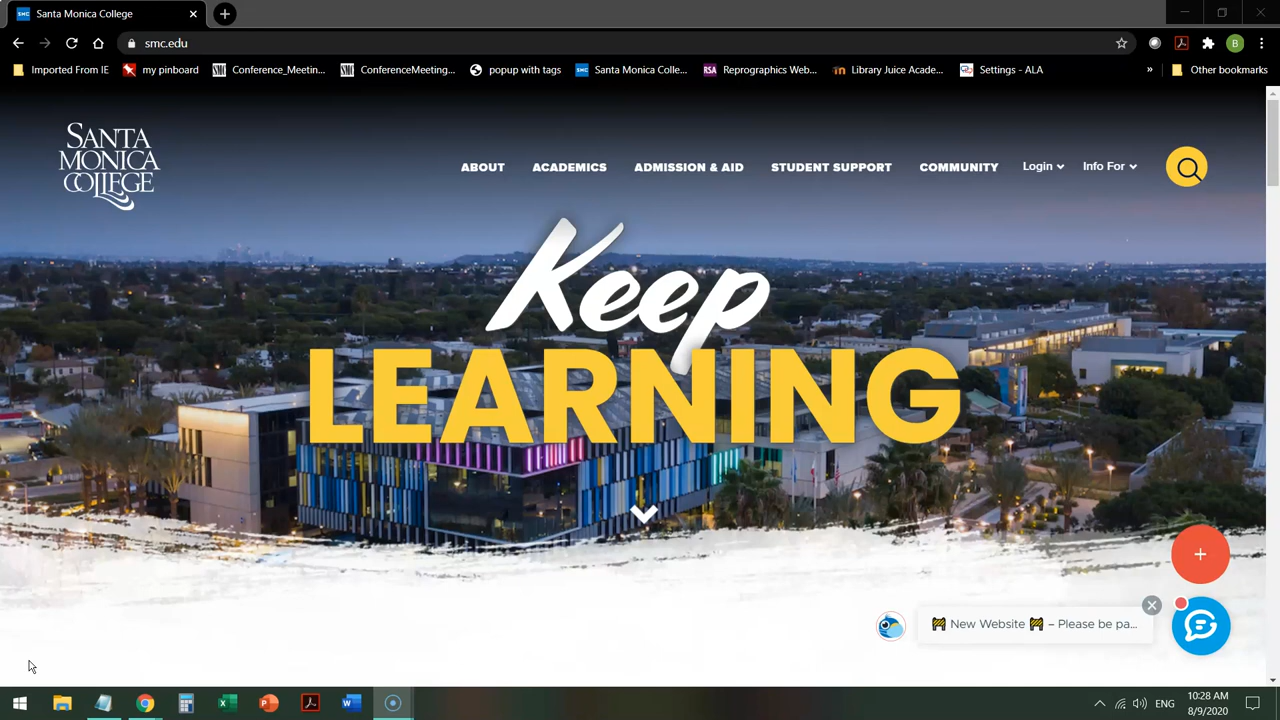 Santa Monica College
smc.edu
B
Imported From IE
my pinboard
Conference_Meetin...
ConferenceMeeting...
popup with tags
SMC Santa Monica Colle...
RSA Reprographics Web...
Library Juice Acade...
Settings - ALA
»
Other bookmarks
SANTA
MONICA
COLLEGE
ABOUT
ACADEMICS
ADMISSION & AID
STUDENT SUPPORT
COMMUNITY
Login
Info For
Keep
LEARNING
+
New Website 🚧 – Please be pa...
ENG
10:28 AM
8/9/2020